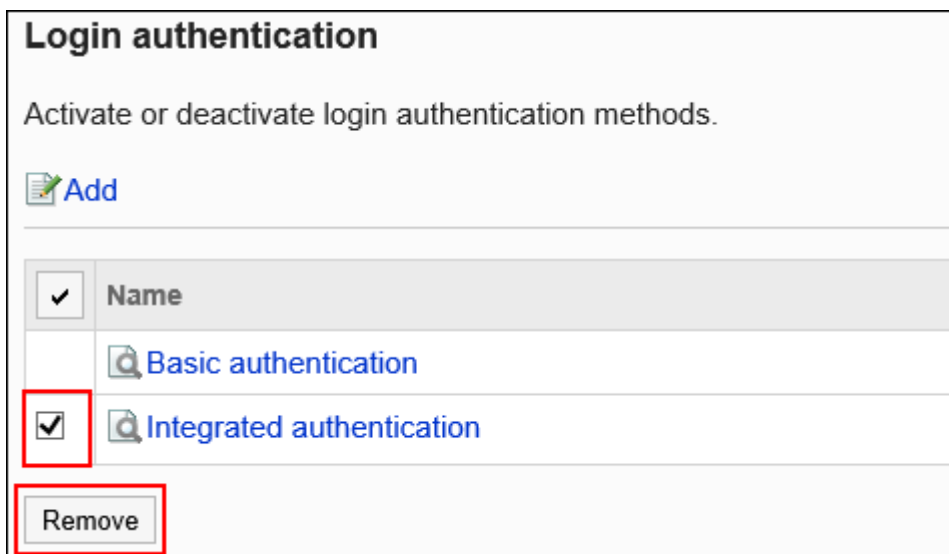 Login authentication
Activate or deactivate login authentication methods.
Add
Name
Basic authentication
Integrated authentication
Remove